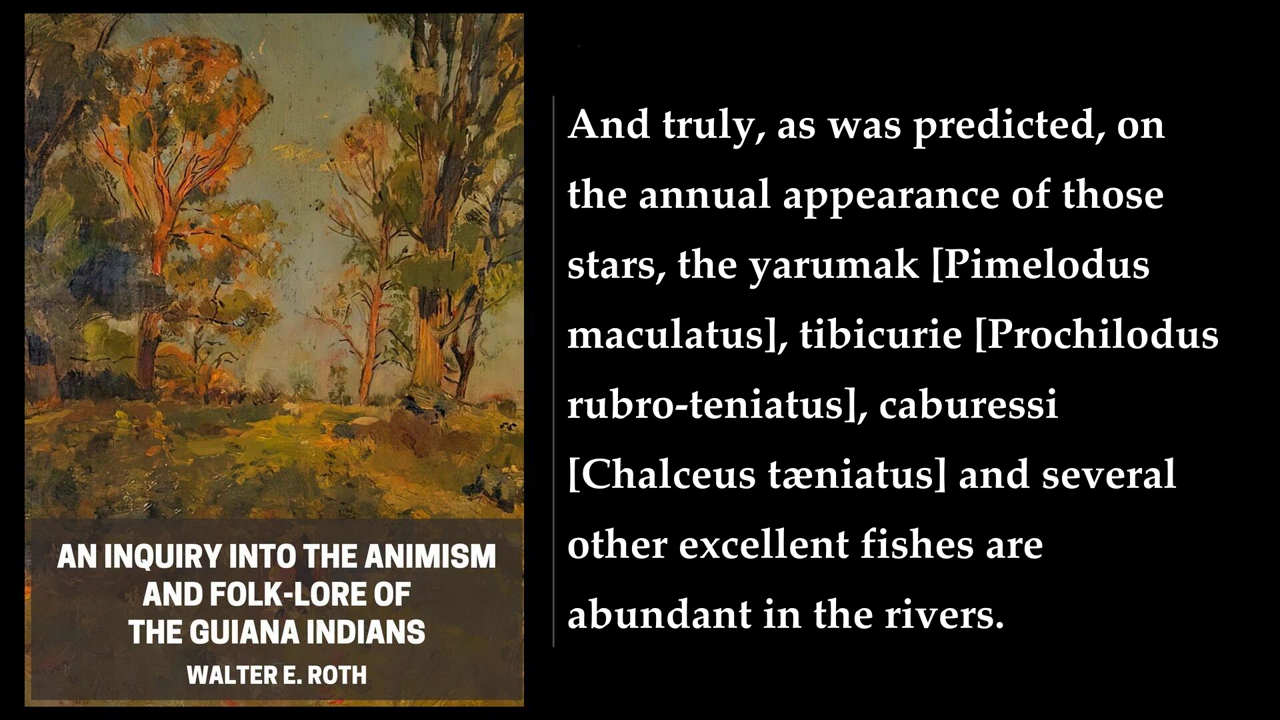 AN INQUIRY INTO THE ANIMISM
AND FOLK-LORE OF
THE GUIANA INDIANS
WALTER E. ROTH
And truly, as was predicted, on
the annual appearance of those
stars, the yarumak [Pimelodus
maculatus], tibicurie [Prochilodus
rubro-teniatus], caburessi
[Chalceus tæniatus] and several
other excellent fishes are
abundant in the rivers.